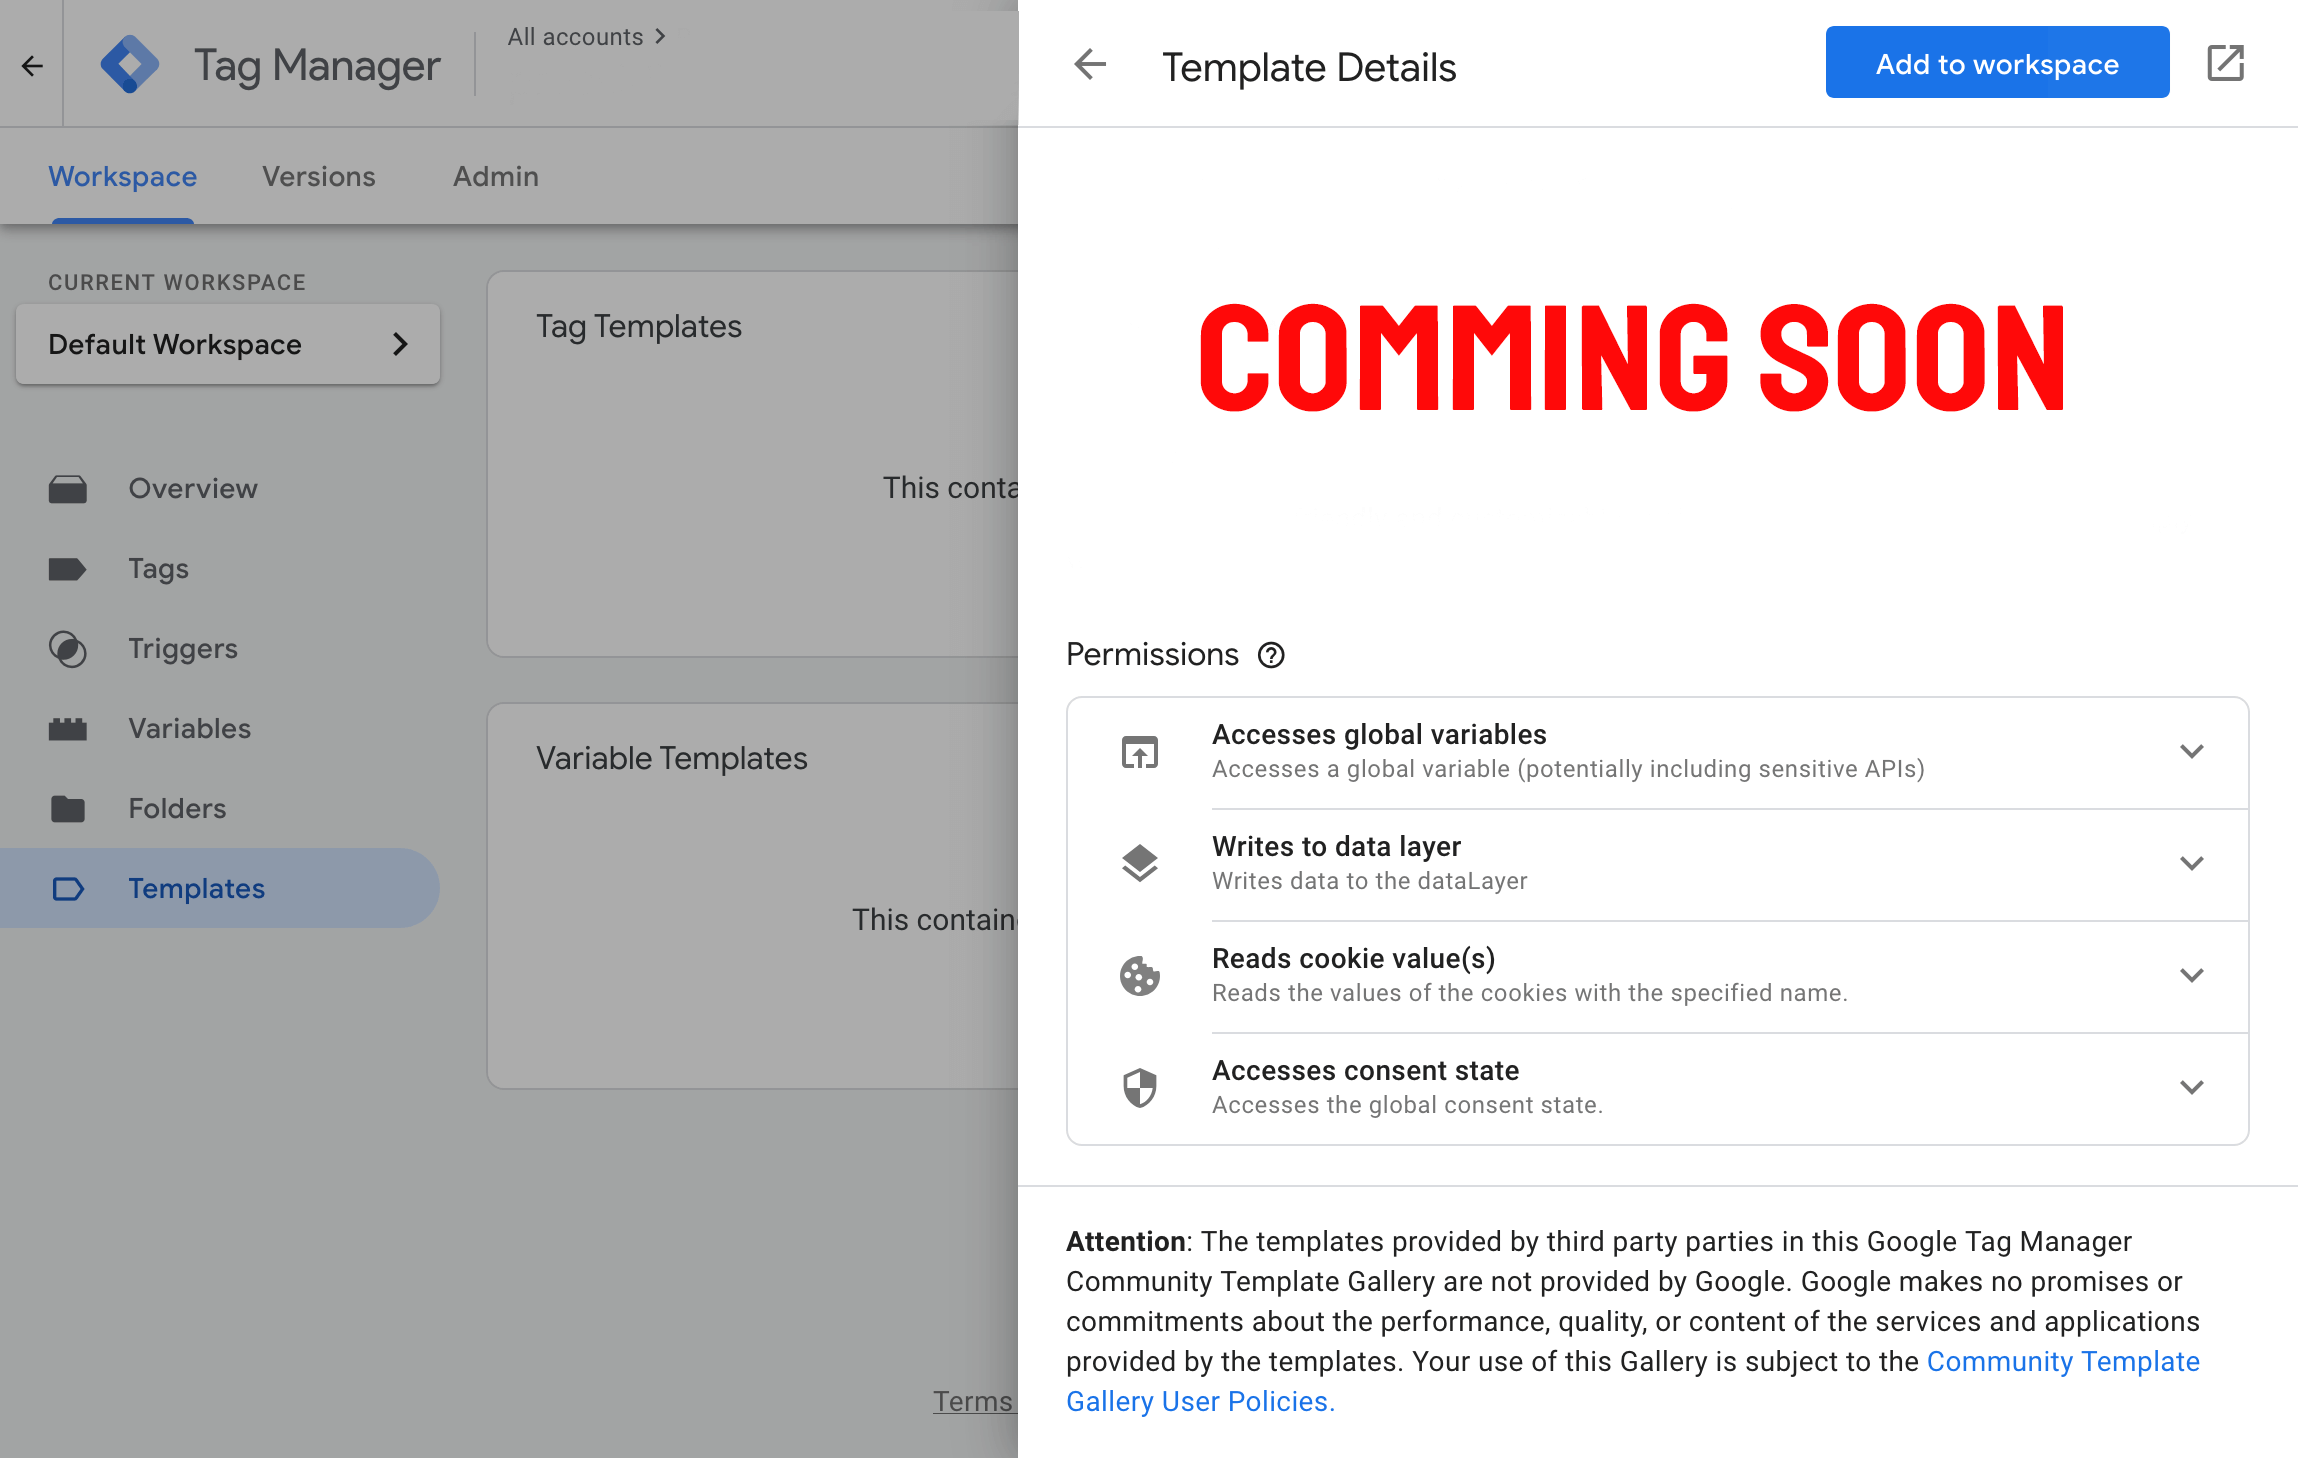 Tag Manager
All accounts
Workspace
Versions
Admin
CURRENT WORKSPACE
Default Workspace
Overview
Tags
Triggers
Variables
Folders
Templates
Tag Templates
This conta
Variable Templates
This contain
Terms
Template Details
Add to workspace
COMMING SOON
Permissions
Accesses global variables
Accesses a global variable (potentially including sensitive APIs)
Writes to data layer
Writes data to the dataLayer
Reads cookie value(s)
Reads the values of the cookies with the specified name.
Accesses consent state
Accesses the global consent state.
Attention: The templates provided by third party parties in this Google Tag Manager
Community Template Gallery are not provided by Google. Google makes no promises or
commitments about the performance, quality, or content of the services and applications
provided by the templates. Your use of this Gallery is subject to the Community Template
Gallery User Policies.